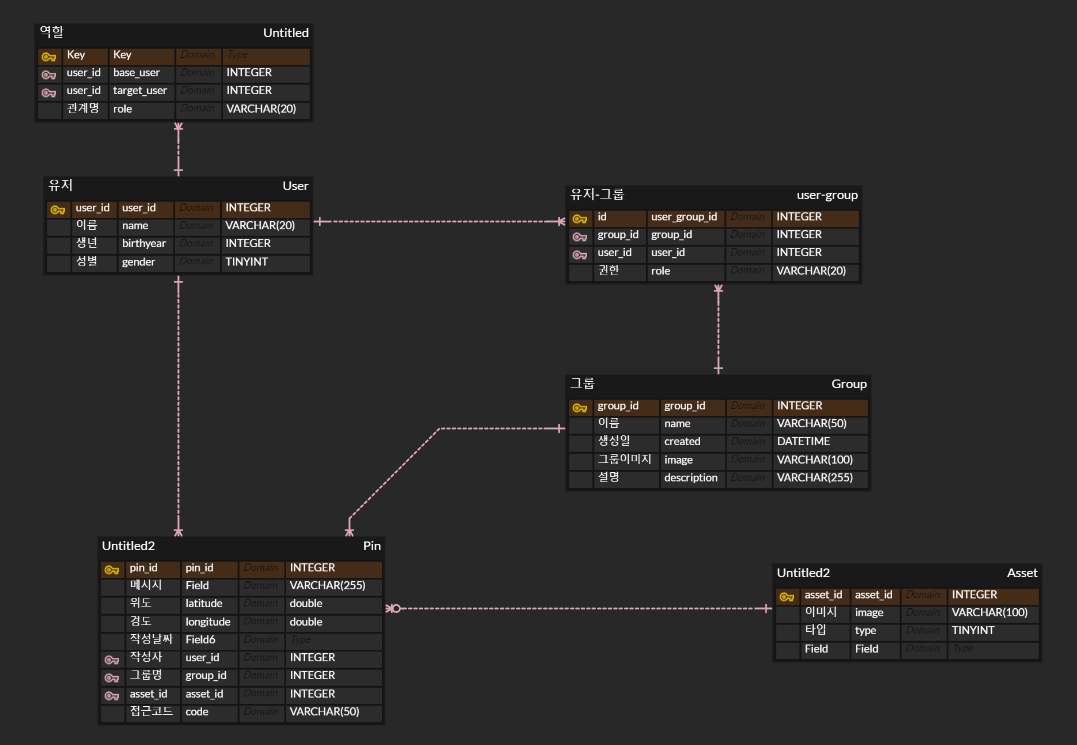 역할 Untitled
Key Key Domain Type
user_id base_user Domain INTEGER
user_id target_user Domain INTEGER
관계명 role Domain VARCHAR(20)
유저 User
user_id user_id Domain INTEGER
이름 name Domain VARCHAR(20)
생년 birthyear Domain INTEGER
성별 gender Domain TINYINT
유저-그룹 user-group
id user_group_id Domain INTEGER
group_id group_id Domain INTEGER
user_id user_id Domain INTEGER
권한 role Domain VARCHAR(20)
그룹 Group
group_id group_id Domain INTEGER
이름 name Domain VARCHAR(50)
생성일 created Domain DATETIME
그룹이미지 image Domain VARCHAR(100)
설명 description Domain VARCHAR(255)
Untitled2 Pin
pin_id pin_id Domain INTEGER
메시지 Field Domain VARCHAR(255)
위도 latitude Domain double
경도 longitude Domain double
작성날짜 Field6 Domain Type
작성자 user_id Domain INTEGER
그룹명 group_id Domain INTEGER
asset_id asset_id Domain INTEGER
접근코드 code Domain VARCHAR(50)
Untitled2 Asset
asset_id asset_id Domain INTEGER
이미지 image Domain VARCHAR(100)
타입 type Domain TINYINT
Field Field Domain Type